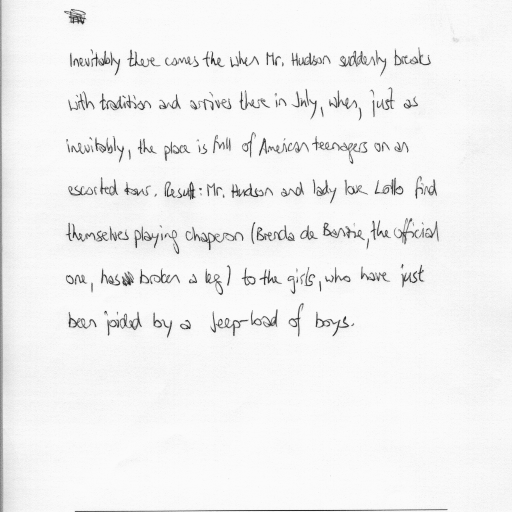 Inevitably there comes the when Mr. Hudson suddenly breaks
with tradition and arrives there in July, when, just as
inevitably, the place is full of American teenagers on an
escorted tour. Result: Mr. Hudson and lady love Lollo find
themselves playing chaperon (Brenda de Banzie, the official
one, has broken a leg) to the girls, who have just
been joided by a Jeep-load of boys.